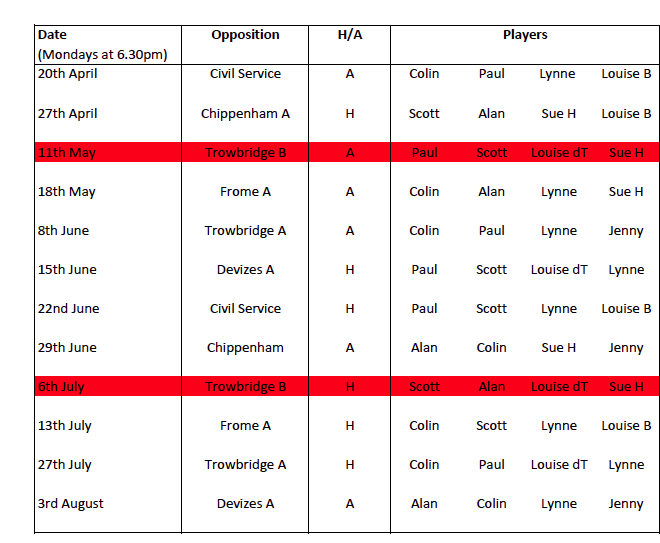 Date Opposition H/A Players
(Mondays at 6.30pm)
20th April Civil Service A Colin Paul Lynne Louise B
27th April Chippenham A H Scott Alan Sue H Louise B
11th May Trowbridge B A Paul Scott Louise dT Sue H
18th May Frome A A Colin Alan Lynne Sue H
8th June Trowbridge A A Colin Paul Lynne Jenny
15th June Devizes A H Paul Scott Louise dT Lynne
22nd June Civil Service H Paul Scott Lynne Louise B
29th June Chippenham A Alan Colin Sue H Jenny
6th July Trowbridge B H Scott Alan Louise dT Sue H
13th July Frome A H Colin Scott Lynne Louise B
27th July Trowbridge A H Colin Paul Louise dT Lynne
3rd August Devizes A A Alan Colin Lynne Jenny